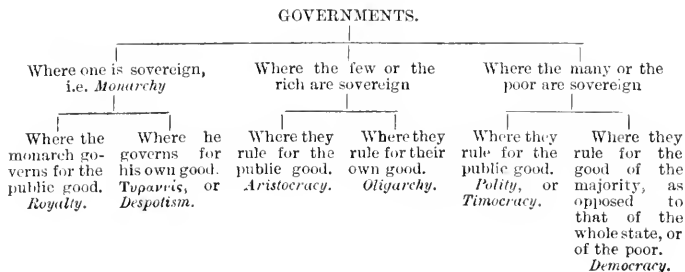 GOVERNMENTS.
Where one is sovereign,
i.e. Monarchy
Where the few or the
rich are sovereign
Where the many or the
poor are sovereign
Where the
monarch go-
verns for the
public good.
Royalty.
Where he
governs for
his own good.
Τυραννίς, or
Despotism.
Where they
rule for the
public good.
Aristocracy.
Where they
rule for their
own good.
Oligarchy.
Where they
rule for the
public good.
Polity, or
Timocracy.
Where they
rule for the
good of the
majority, as
opposed to
that of the
whole state, or
of the poor.
Democracy.